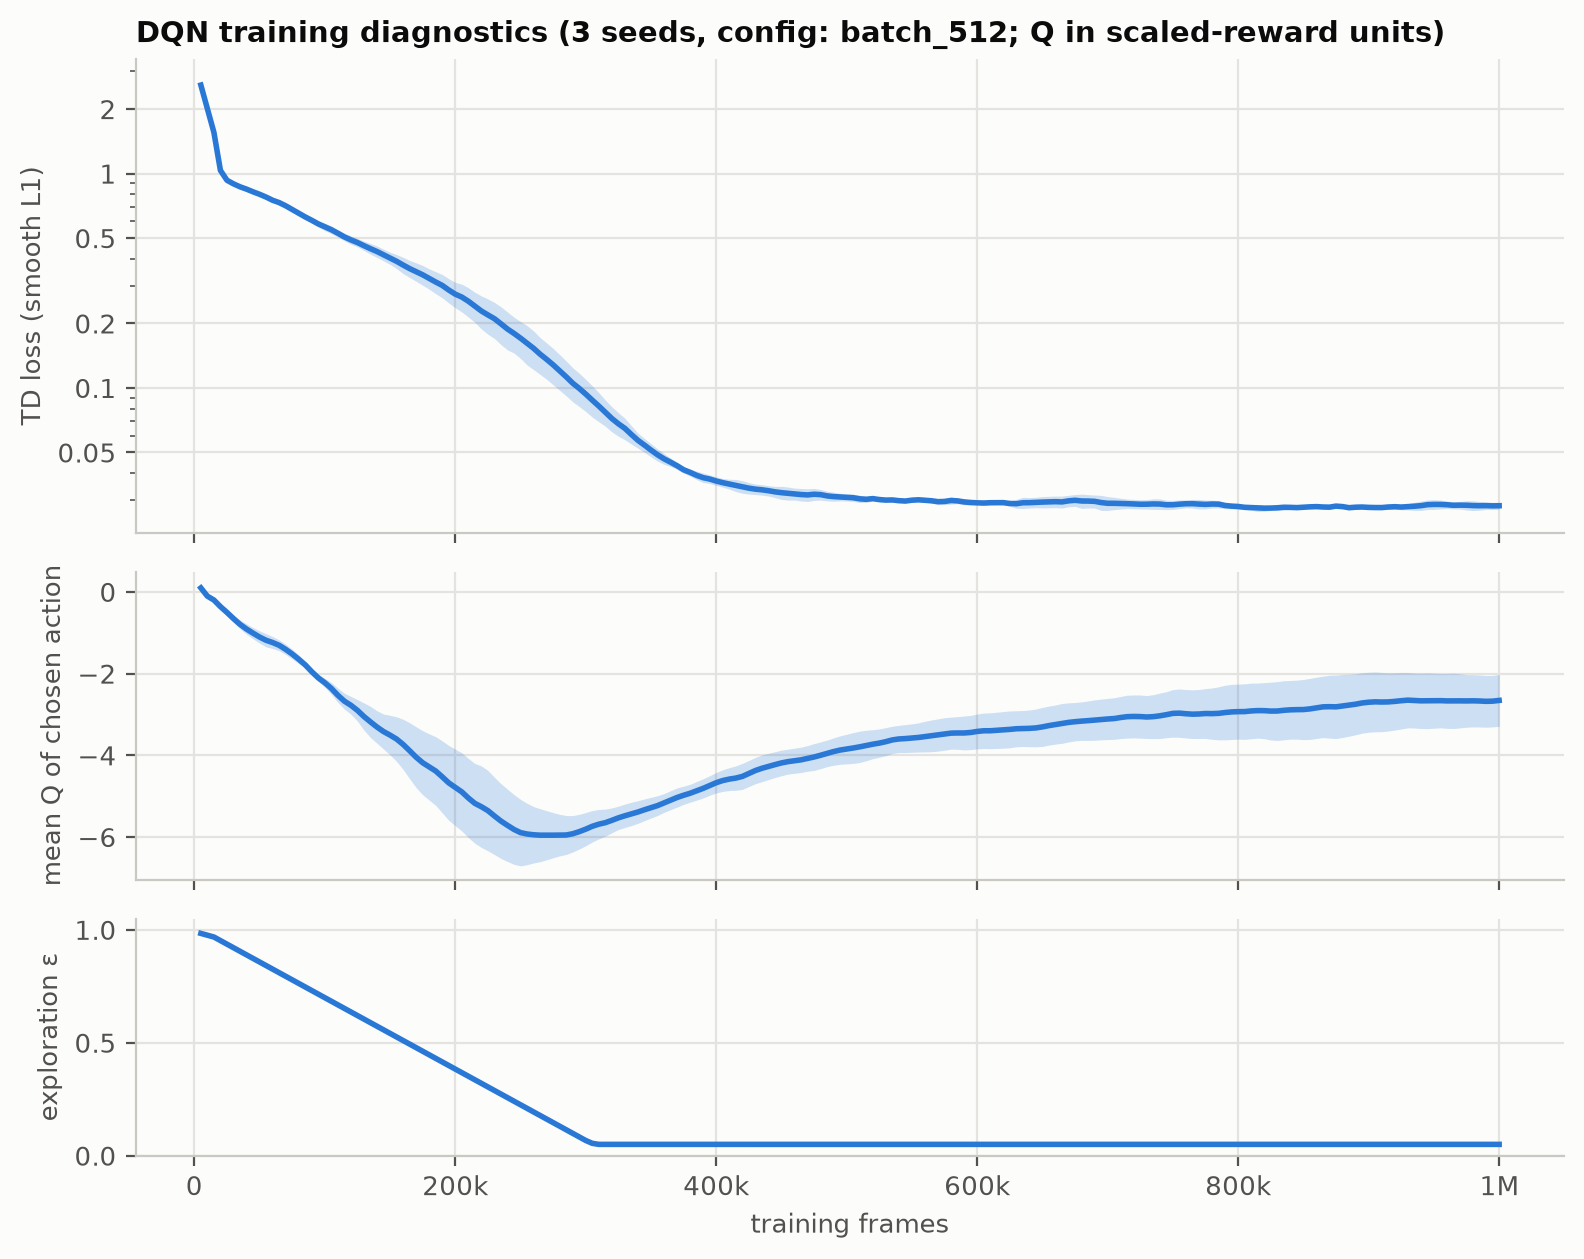 DQN training diagnostics (3 seeds, config: batch_512; Q in scaled-reward units)
TD loss (smooth L1)
2
1
0.5
0.2
0.1
0.05
mean Q of chosen action
0
−2
−4
−6
exploration ε
1.0
0.5
0.0
0 200k 400k 600k 800k 1M
training frames